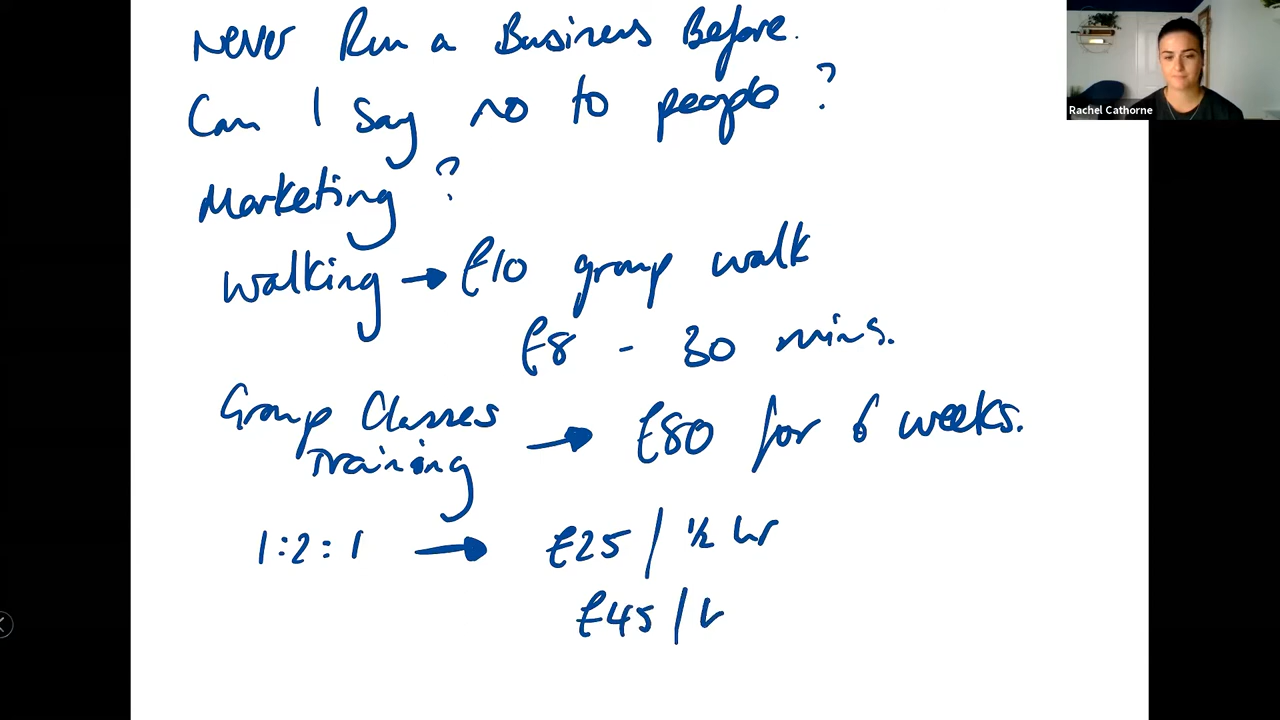 Never Run a Business Before.
Can I say no to people?
Marketing?
Walking → £10 group walk
£8 - 30 mins.
Group Classes Training → £80 for 6 weeks.
1:2:1 → £25 / ½ hr
£45 / h
Rachel Cathorne